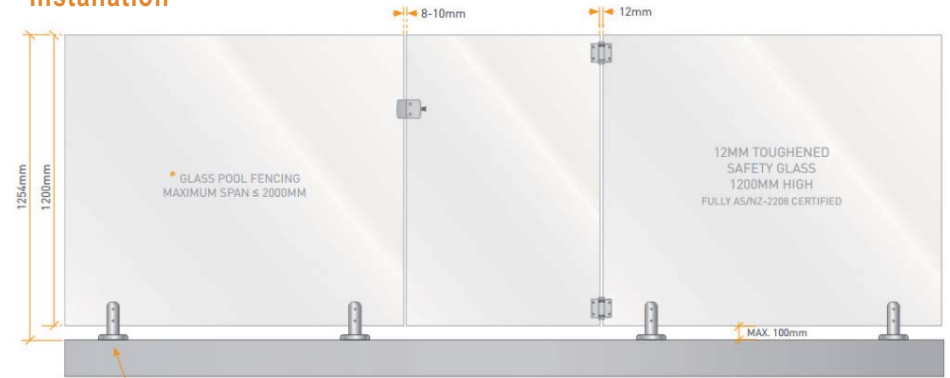 Installation
8-10mm
12mm
1254mm
1200mm
* GLASS POOL FENCING
MAXIMUM SPAN ≤ 2000MM
12MM TOUGHENED
SAFETY GLASS
1200MM HIGH
FULLY AS/NZ-2208 CERTIFIED
MAX. 100mm